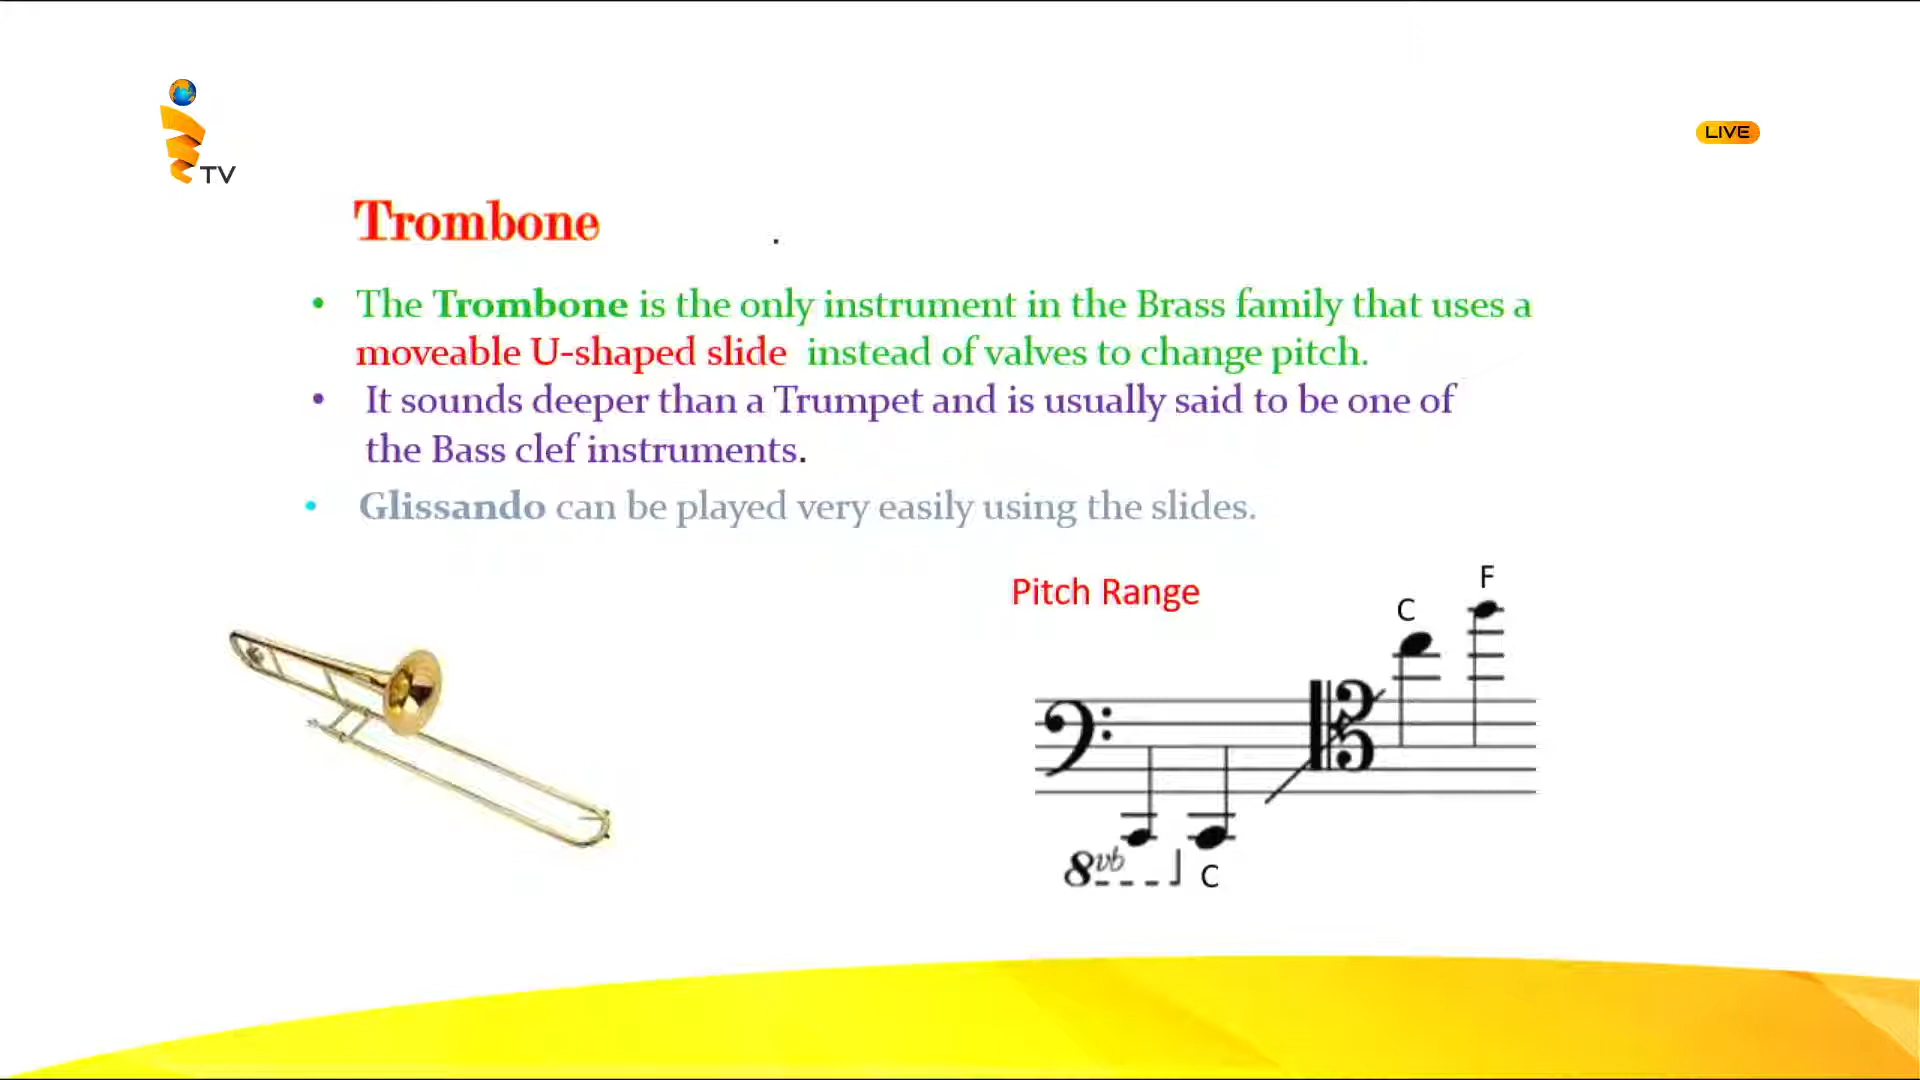 TV
LIVE
Trombone
.
• The Trombone is the only instrument in the Brass family that uses a
moveable U-shaped slide instead of valves to change pitch.
• It sounds deeper than a Trumpet and is usually said to be one of
the Bass clef instruments.
• Glissando can be played very easily using the slides.
Pitch Range
C
F
8vb
C